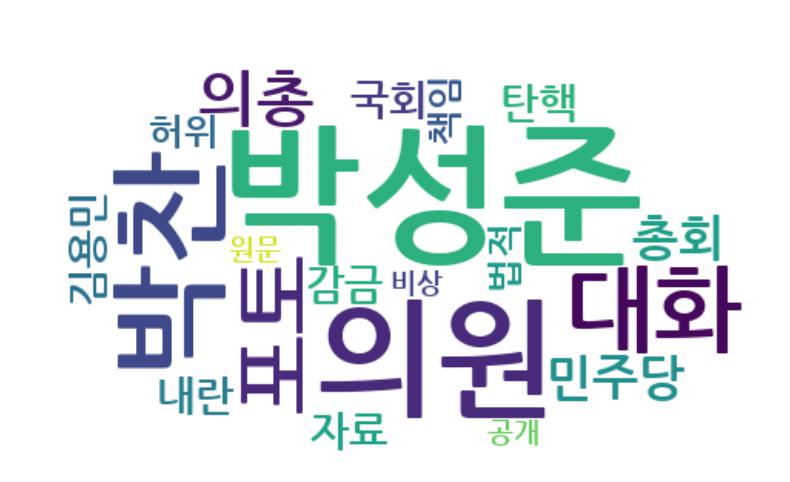 의총
국회
책임
탄핵
허위
박성준
박찬
김용민
총회
원문
법적
포토
감금
비상
대화
의원
민주당
내란
자료
공개